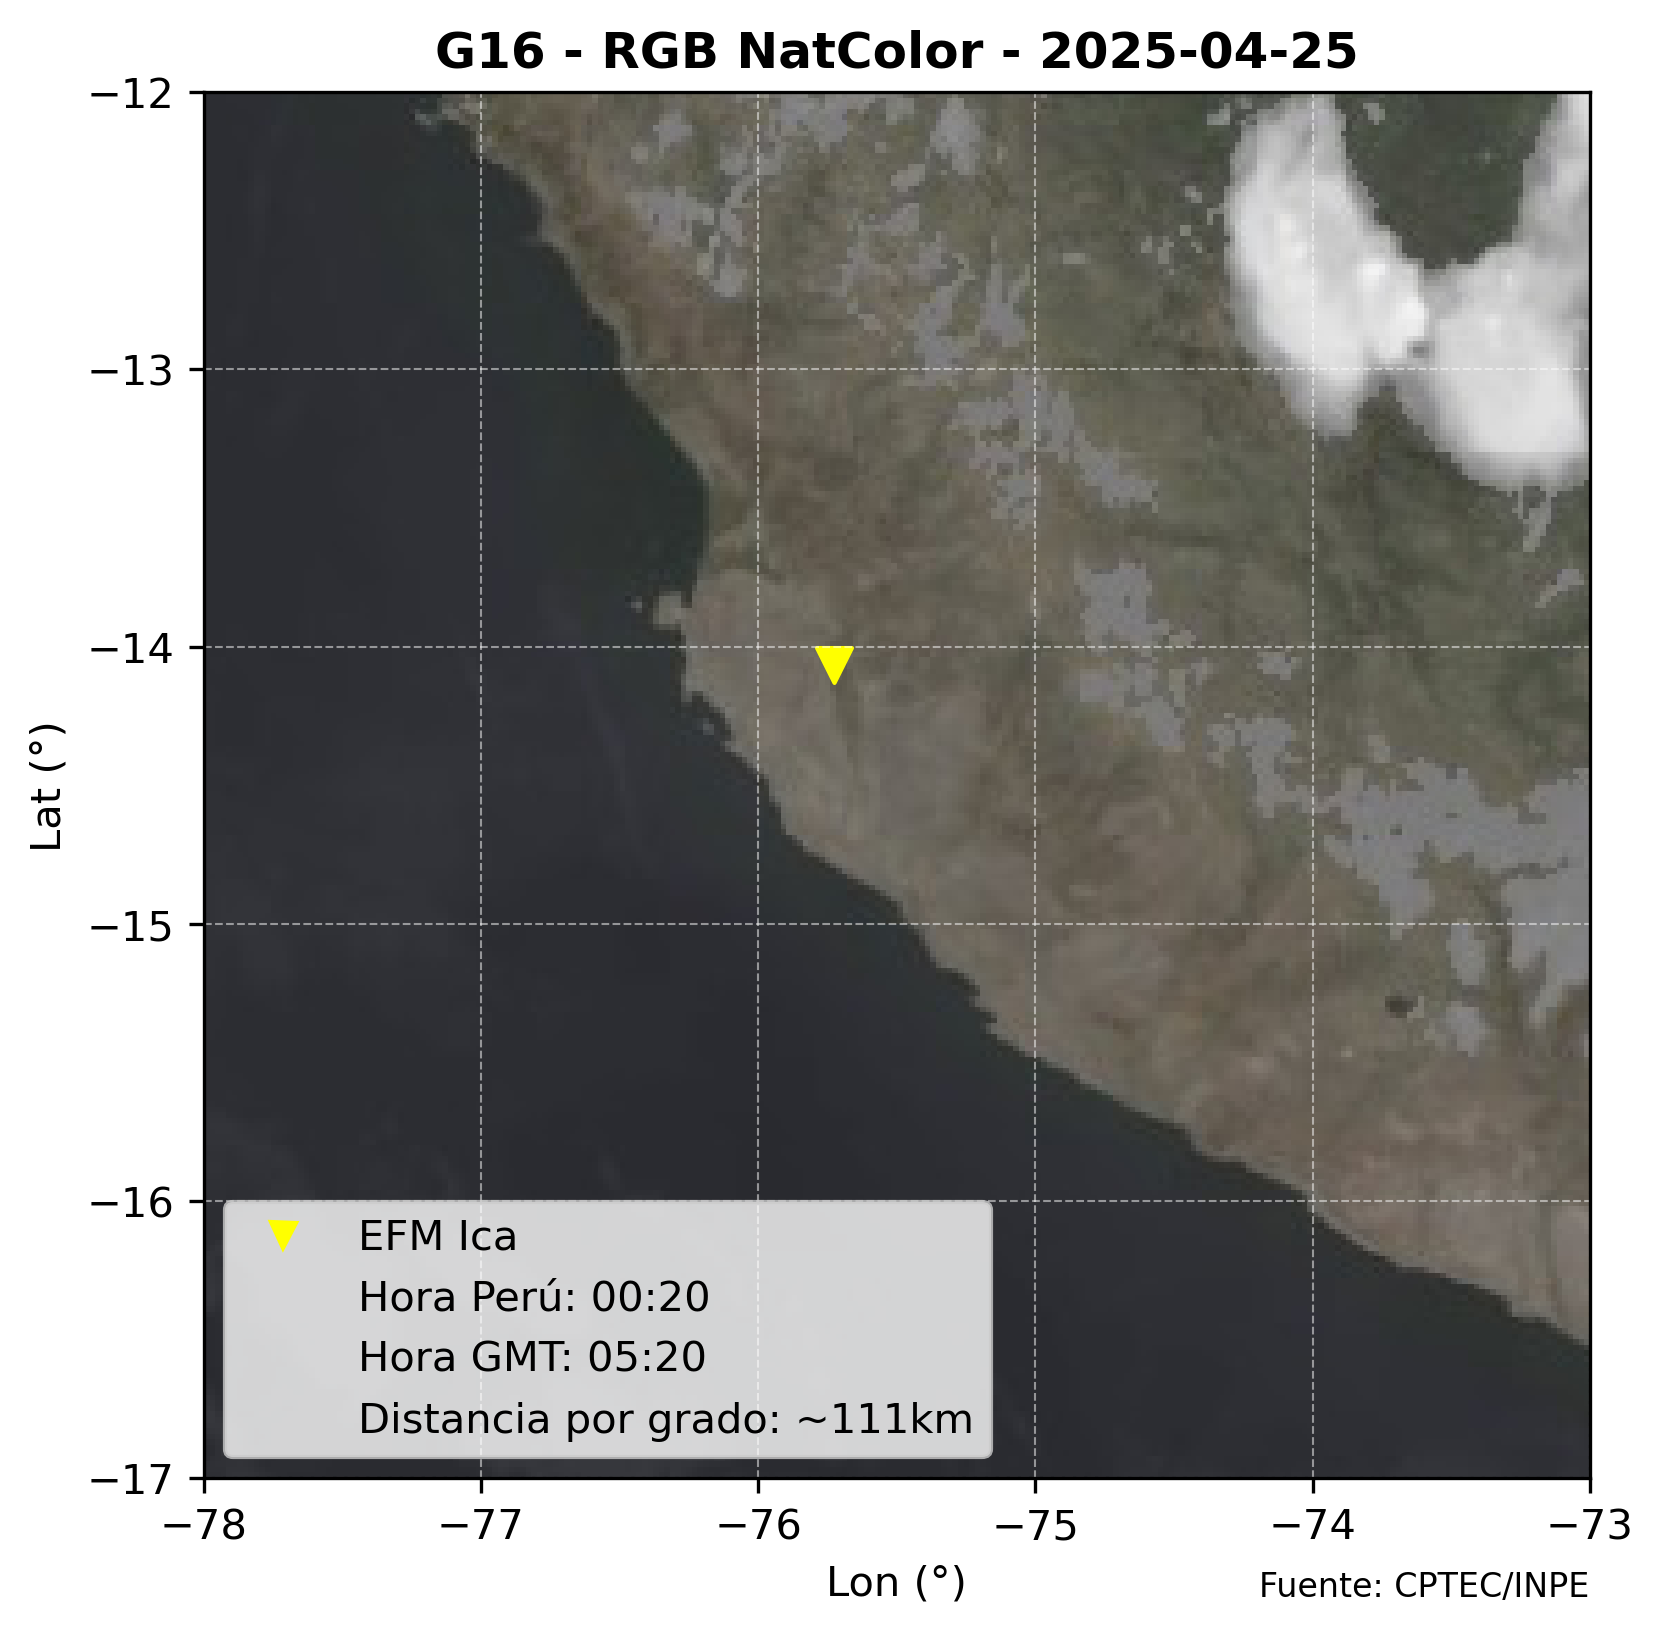 G16 - RGB NatColor - 2025-04-25
−12
−13
−14
−15
−16
−17
Lat (°)
EFM Ica
Hora Perú: 00:20
Hora GMT: 05:20
Distancia por grado: ~111km
−78 −77 −76 −75 −74 −73
Lon (°)
Fuente: CPTEC/INPE